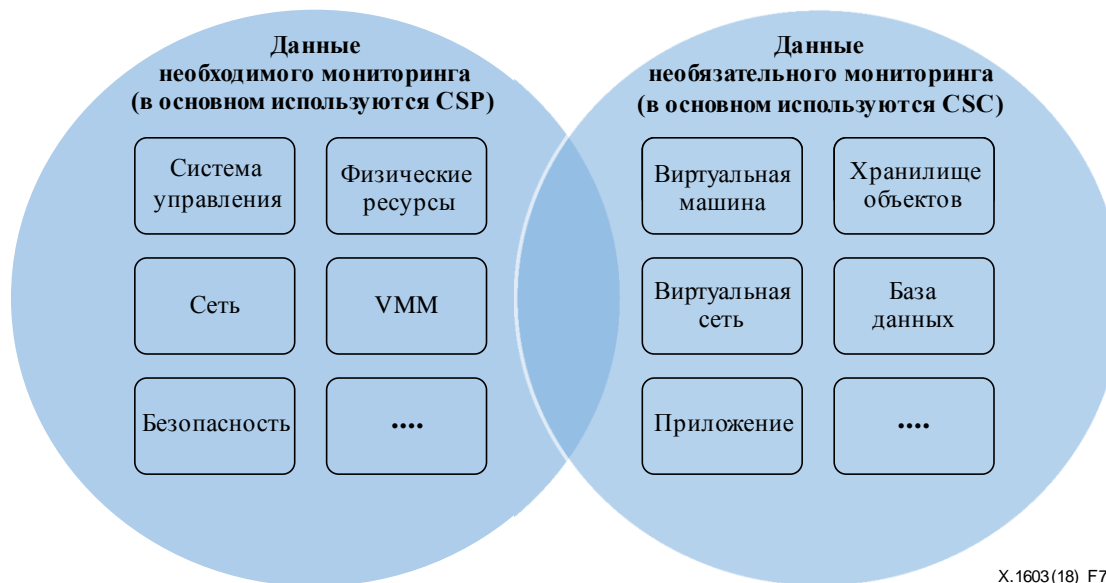 Данные
необходимого мониторинга
(в основном используются CSP)
Система
управления
Физические
ресурсы
Сеть
VMM
Безопасность
....
Данные
необязательного мониторинга
(в основном используются CSC)
Виртуальная
машина
Хранилище
объектов
Виртуальная
сеть
База
данных
Приложение
....
X.1603(18)_F7